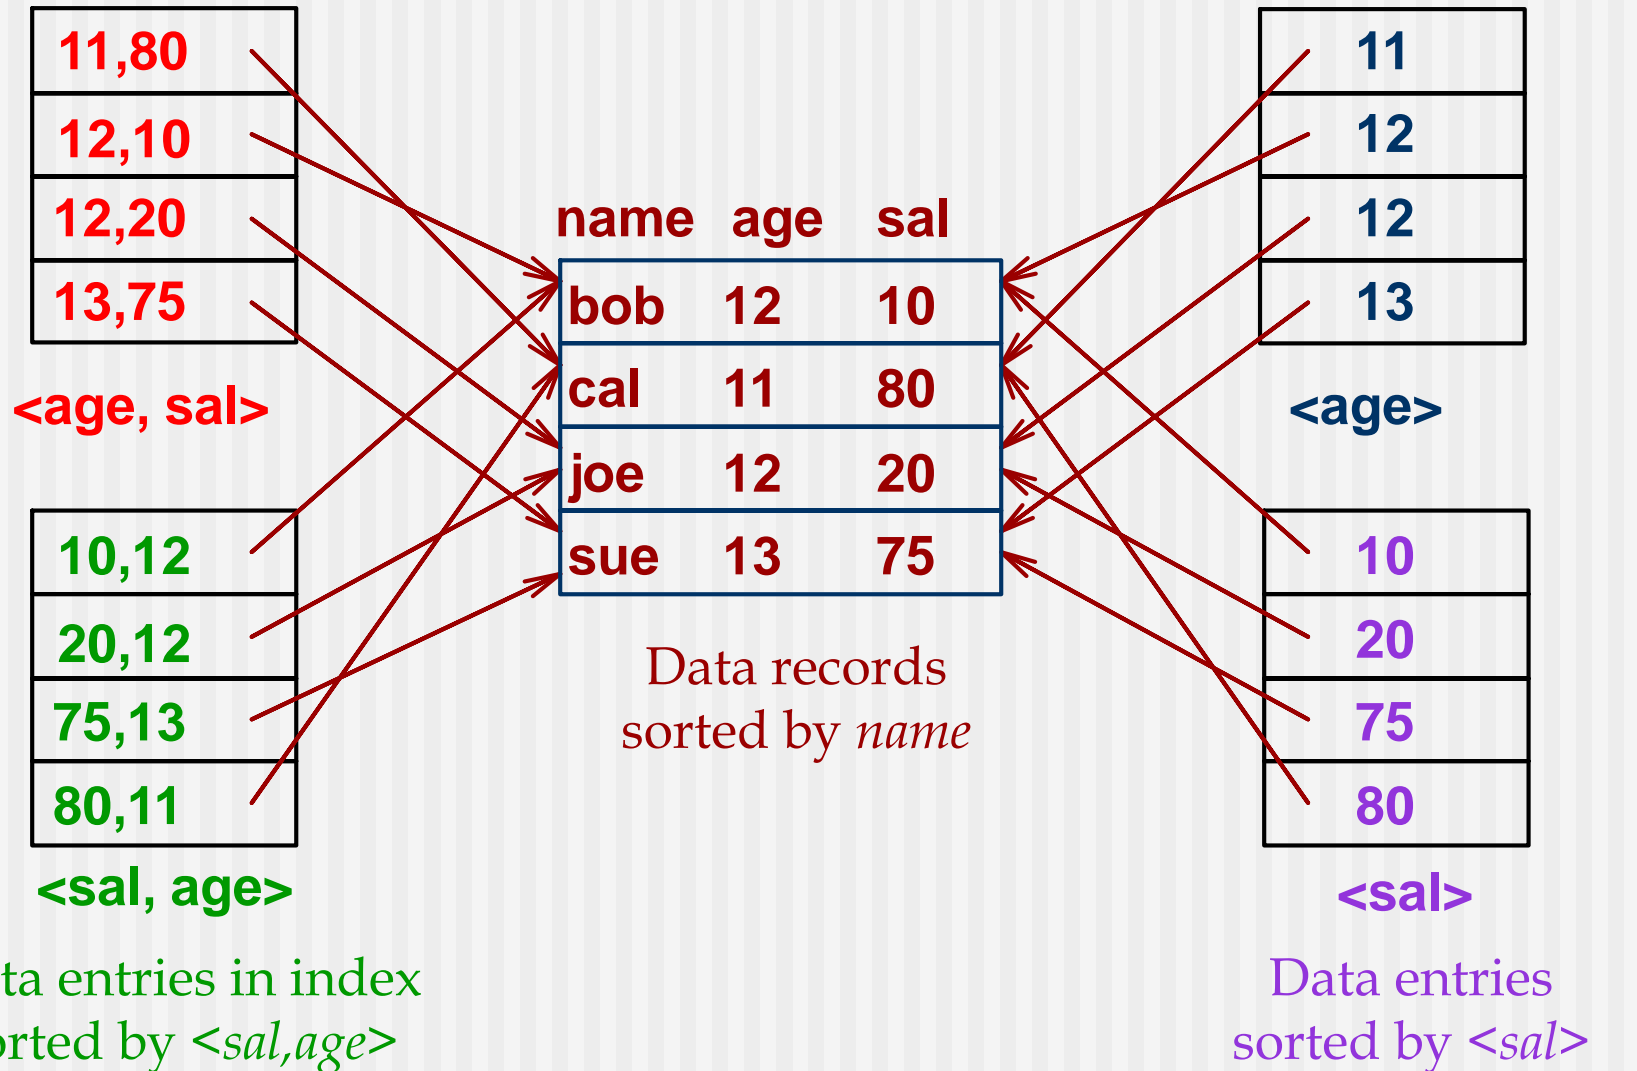 11,80
12,10
12,20
13,75
<age, sal>
10,12
20,12
75,13
80,11
<sal, age>
entries in index
by <sal,age>
name age sal
bob 12 10
cal 11 80
joe 12 20
sue 13 75
Data records
sorted by name
11
12
12
13
<age>
10
20
75
80
<sal>
Data entries
sorted by <sal>